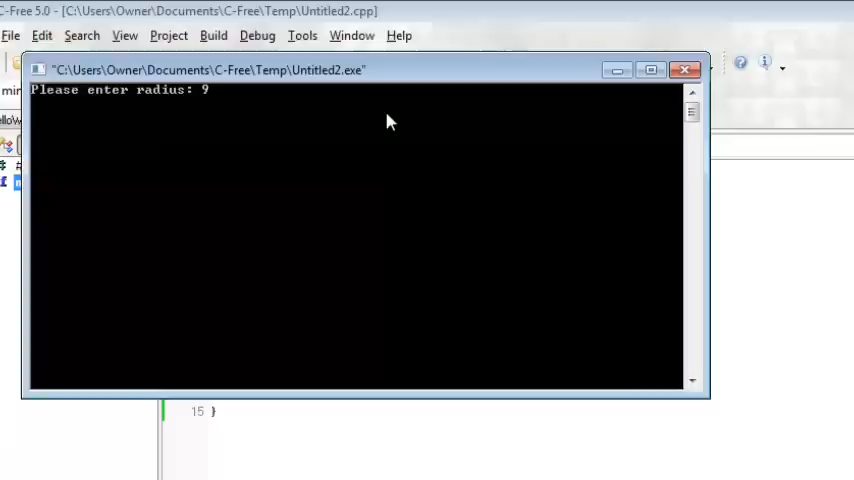 C-Free 5.0 - [C:\Users\Owner\Documents\C-Free\Temp\Untitled2.cpp]
File Edit Search View Project Build Debug Tools Window Help
"C:\Users\Owner\Documents\C-Free\Temp\Untitled2.exe"
Please enter radius: 9
15 }